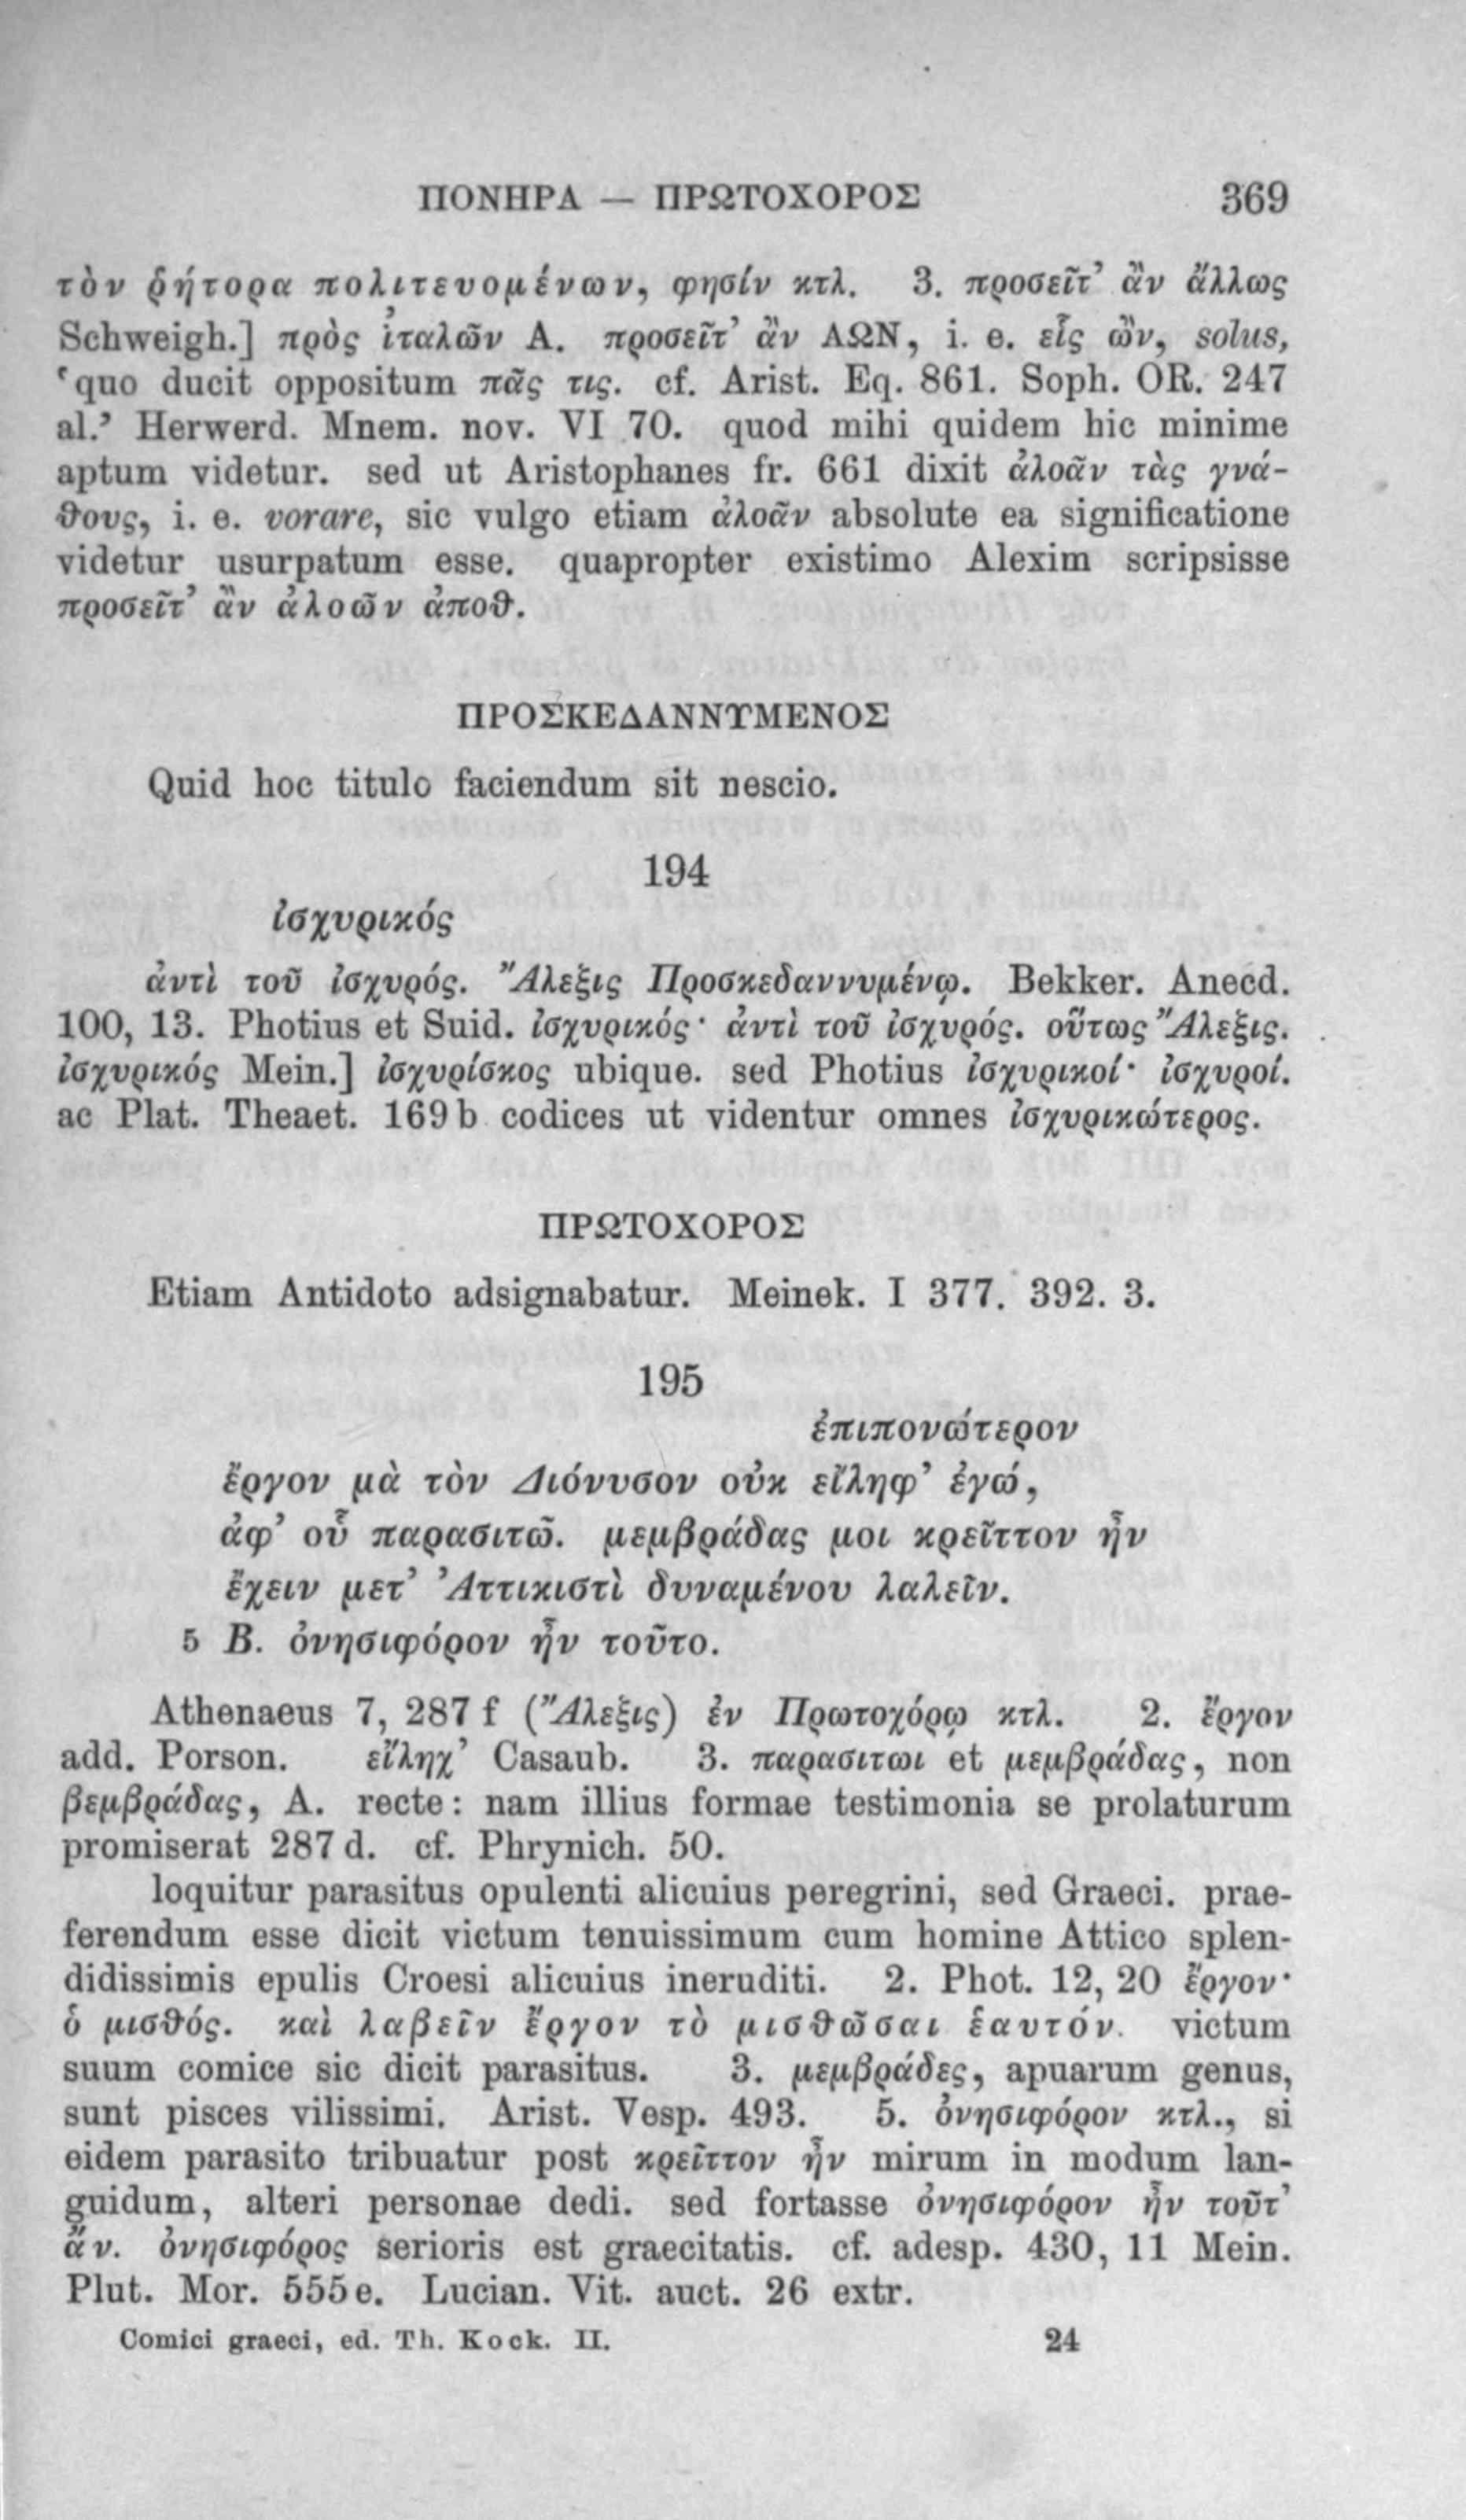 ΠΟΝΗΡΑ — ΠΡΩΤΟΧΟΡΟΣ 369
τὸν ῥήτορα πολιτευομένων, φησίν κτλ. 3. προσεῖτ’ ἂν ἄλλως
Schweigh.] πρὸς ἰταλῶν A. προσεῖτ’ ἂν ΑΩΝ, i. e. εἷς ὤν, solus,
‘quo ducit oppositum πᾶς τις. cf. Arist. Eq. 861. Soph. OR. 247
al.’ Herwerd. Mnem. nov. VI 70. quod mihi quidem hic minime
aptum videtur. sed ut Aristophanes fr. 661 dixit ἀλοᾶν τὰς γνά-
θους, i. e. vorare, sic vulgo etiam ἀλοᾶν absolute ea significatione
videtur usurpatum esse. quapropter existimo Alexim scripsisse
προσεῖτ’ ἂν ἀλοῶν ἀποθ.
ΠΡΟΣΚΕΔΑΝΝΥΜΕΝΟΣ
Quid hoc titulo faciendum sit nescio.
194
ἰσχυρικός
ἀντὶ τοῦ ἰσχυρός. Ἄλεξις Προσκεδαννυμένῳ. Bekker. Anecd.
100, 13. Photius et Suid. ἰσχυρικός· ἀντὶ τοῦ ἰσχυρός. οὕτως Ἄλεξις.
ἰσχυρικός Mein.] ἰσχυρίσκος ubique. sed Photius ἰσχυρικοί· ἰσχυροί.
ac Plat. Theaet. 169 b codices ut videntur omnes ἰσχυρικώτερος.
ΠΡΩΤΟΧΟΡΟΣ
Etiam Antidoto adsignabatur. Meinek. I 377. 392. 3.
195
ἐπιπονώτερον
ἔργον μὰ τὸν Διόνυσον οὐκ εἴληφ’ ἐγώ,
ἀφ’ οὗ παρασιτῶ. μεμβράδας μοι κρεῖττον ἦν
ἔχειν μετ’ Ἀττικιστὶ δυναμένου λαλεῖν.
5 B. ὀνησιφόρον ἦν τοῦτο.
Athenaeus 7, 287 f (Ἄλεξις) ἐν Πρωτοχόρῳ κτλ. 2. ἔργον
add. Porson. εἴληχ’ Casaub. 3. παρασιτωι et μεμβράδας, non
βεμβράδας, A. recte: nam illius formae testimonia se prolaturum
promiserat 287 d. cf. Phrynich. 50.
loquitur parasitus opulenti alicuius peregrini, sed Graeci. prae-
ferendum esse dicit victum tenuissimum cum homine Attico splen-
didissimis epulis Croesi alicuius ineruditi. 2. Phot. 12, 20 ἔργον·
ὁ μισθός. καὶ λαβεῖν ἔργον τὸ μισθῶσαι ἑαυτόν. victum
suum comice sic dicit parasitus. 3. μεμβράδες, apuarum genus,
sunt pisces vilissimi. Arist. Vesp. 493. 5. ὀνησιφόρον κτλ., si
eidem parasito tribuatur post κρεῖττον ἦν mirum in modum lan-
guidum, alteri personae dedi. sed fortasse ὀνησιφόρον ἦν τοῦτ’
ἄν. ὀνησιφόρος serioris est graecitatis. cf. adesp. 430, 11 Mein.
Plut. Mor. 555 e. Lucian. Vit. auct. 26 extr.
Comici graeci, ed. Th. Kock. II. 24